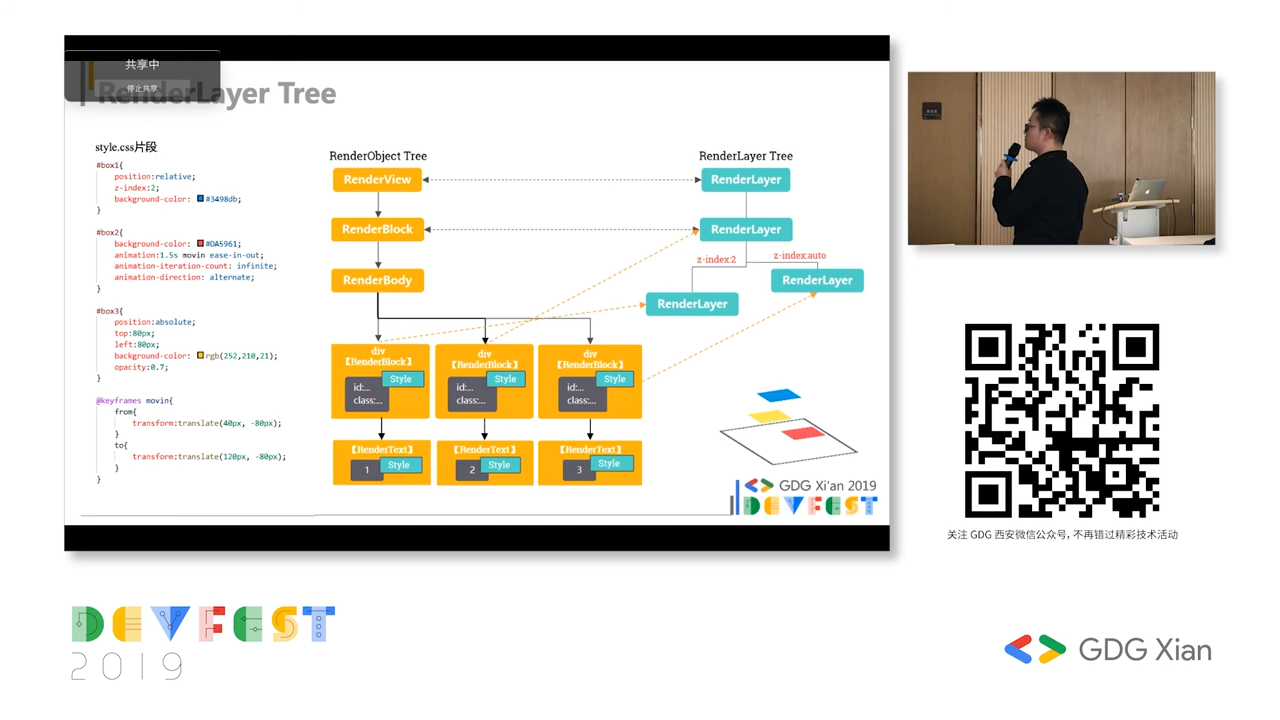 共享中
停止共享
RenderLayer Tree
style.css片段
#box1{
position:relative;
z-index:2;
background-color: #3498db;
}
#box2{
background-color: #DA5961;
animation:1.5s movin ease-in-out;
animation-iteration-count: infinite;
animation-direction: alternate;
}
#box3{
position:absolute;
top:80px;
left:80px;
background-color: rgb(252,210,21);
opacity:0.7;
}
@keyframes movin{
from{
transform:translate(40px, -80px);
}
to{
transform:translate(120px, -80px);
}
}
RenderObject Tree
RenderView
RenderBlock
RenderBody
div
【RenderBlock】
Style
id:...
class:...
div
【RenderBlock】
Style
id:...
class:...
div
【RenderBlock】
Style
id:...
class:...
【RenderText】
1
Style
【RenderText】
2
Style
【RenderText】
3
Style
RenderLayer Tree
RenderLayer
RenderLayer
z-index:2
z-index:auto
RenderLayer
RenderLayer
GDG Xi'an 2019
DEVFEST
关注 GDG 西安微信公众号, 不再错过精彩技术活动
DEVFEST
2019
GDG Xian